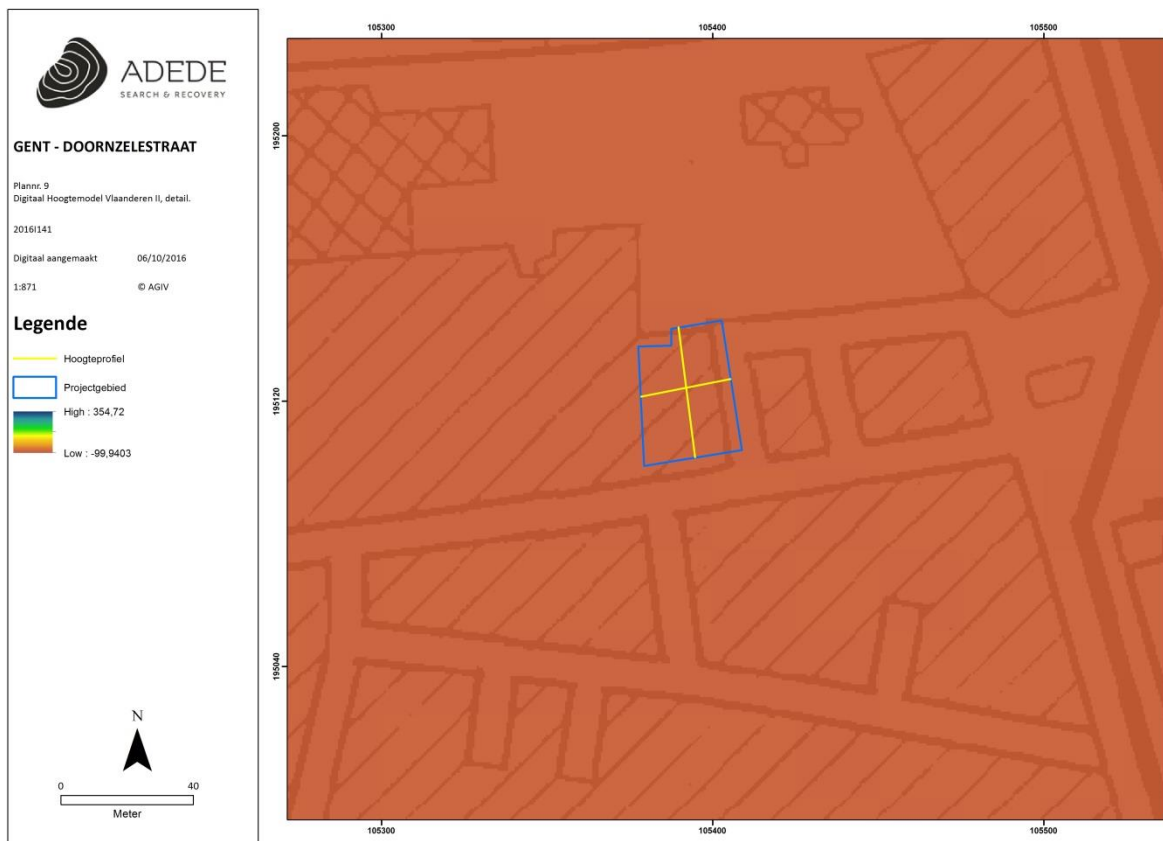 ADEDE
SEARCH & RECOVERY
GENT - DOORNZELESTRAAT
Plannr. 9
Digitaal Hoogtemodel Vlaanderen II, detail.
2016I141
Digitaal aangemaakt 06/10/2016
1:871 © AGIV
Legende
Hoogteprofiel
Projectgebied
High : 354,72
Low : -99,9403
N
0 40
Meter
105300 105400 105500
195200
195120
195040
105300 105400 105500